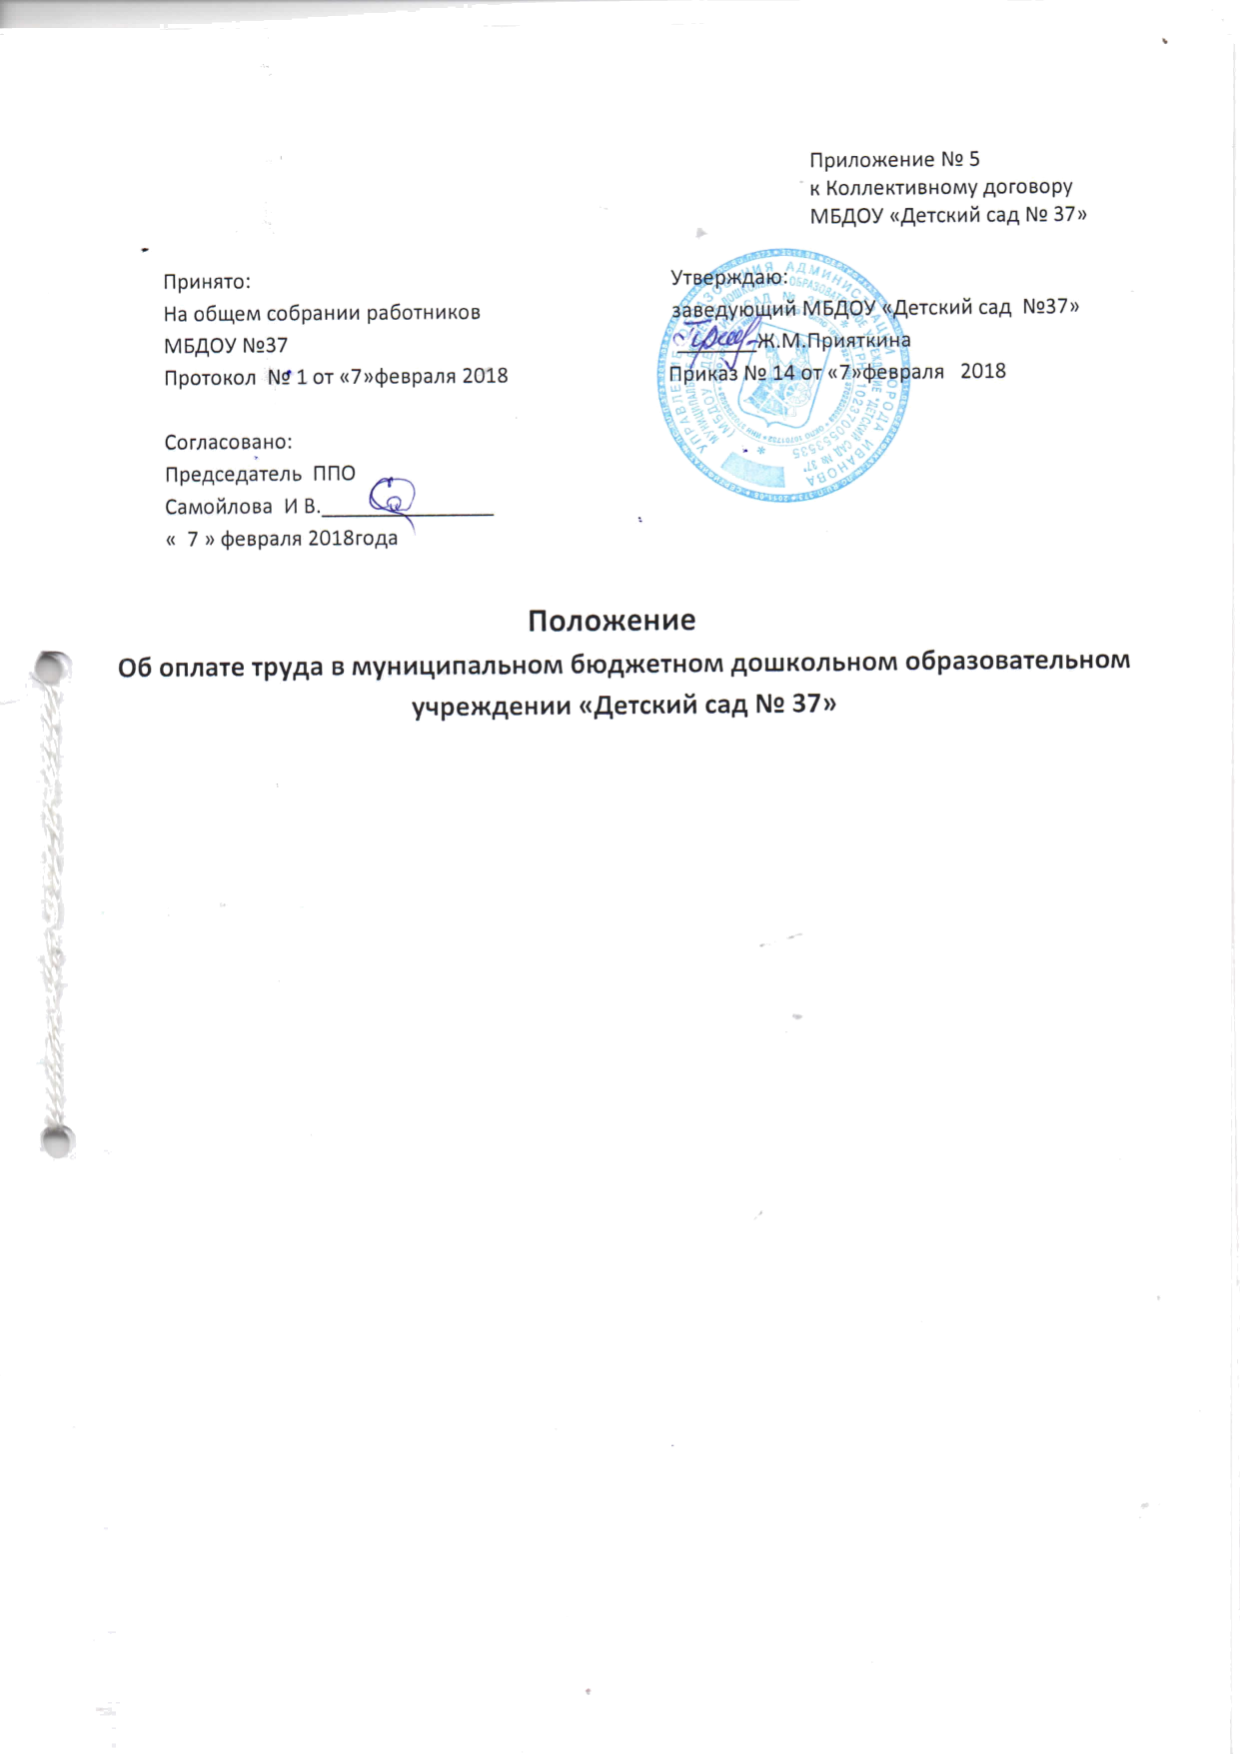 Приложение № 5
к Коллективному договору
МБДОУ «Детский сад № 37»
Принято:
На общем собрании работников
МБДОУ №37
Протокол № 1 от «7»февраля 2018
Утверждаю:
заведующий МБДОУ «Детский сад №37»
Ж.М.Прияткина
Приказ № 14 от «7»февраля 2018
Согласовано:
Председатель ППО
Самойлова И В.
« 7 » февраля 2018года
Положение
Об оплате труда в муниципальном бюджетном дошкольном образовательном
учреждении «Детский сад № 37»